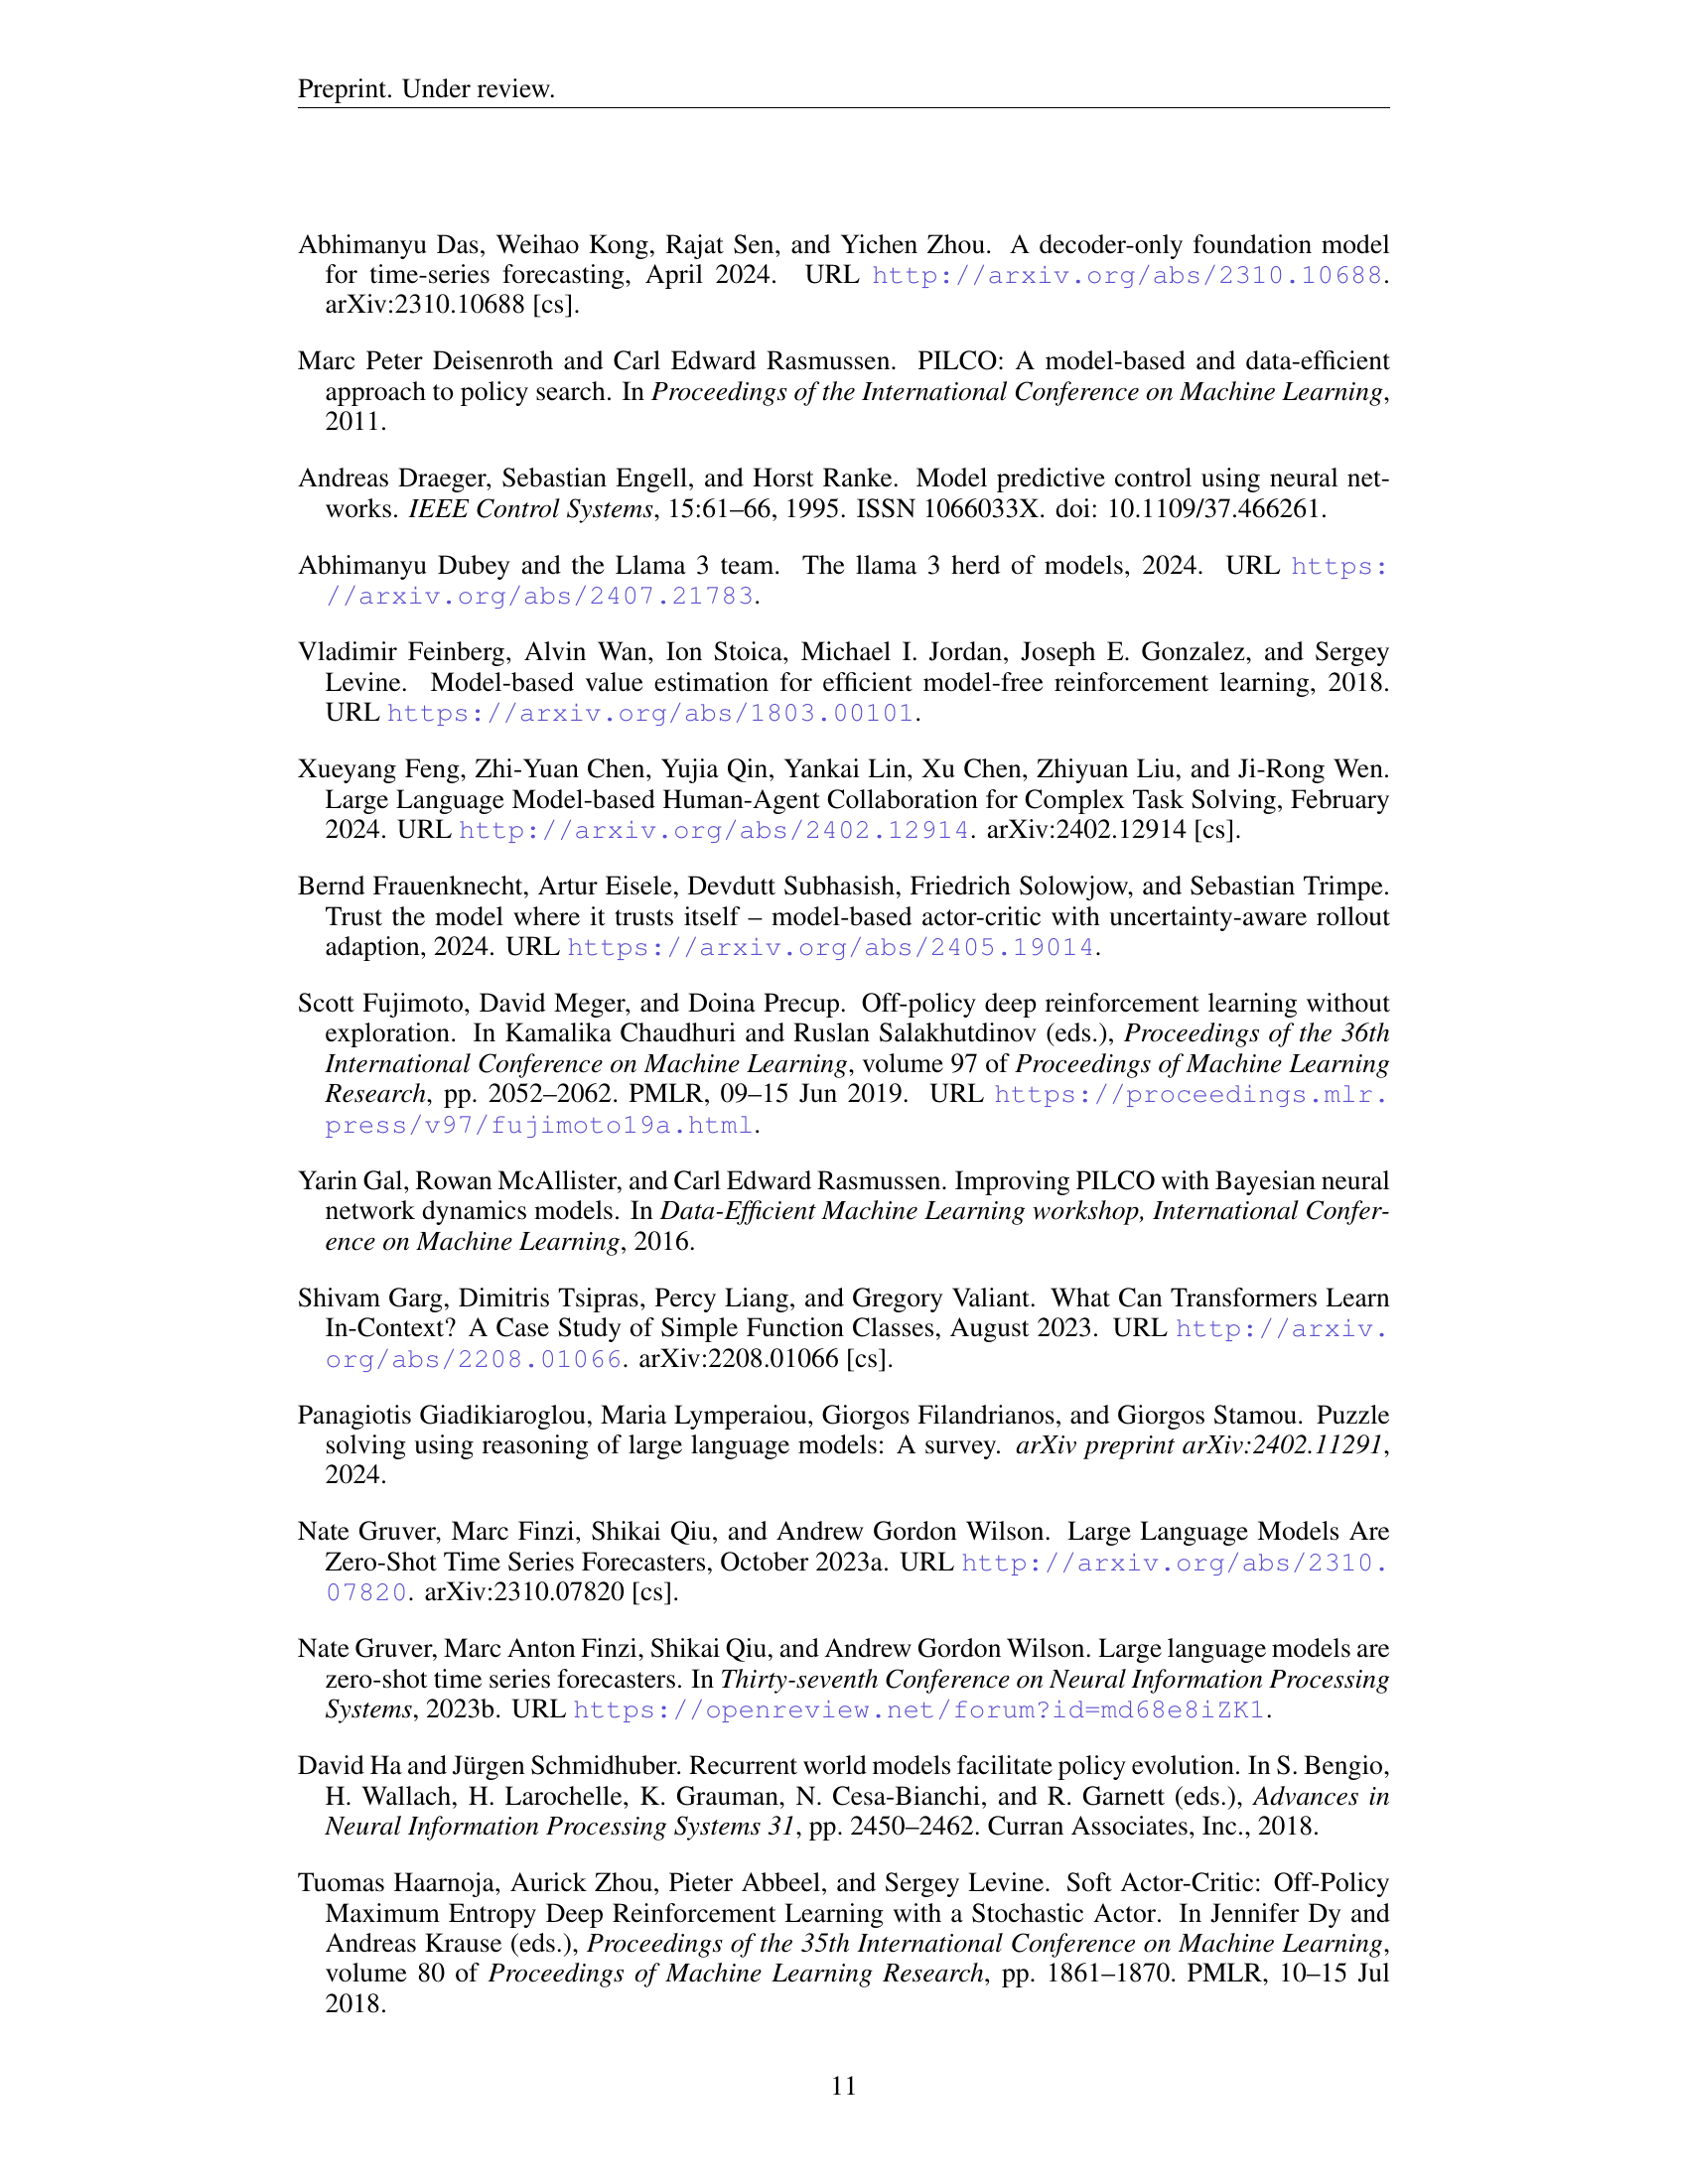 Preprint. Under review.
Abhimanyu Das, Weihao Kong, Rajat Sen, and Yichen Zhou. A decoder-only foundation model
for time-series forecasting, April 2024. URL http://arxiv.org/abs/2310.10688.
arXiv:2310.10688 [cs].
Marc Peter Deisenroth and Carl Edward Rasmussen. PILCO: A model-based and data-efficient
approach to policy search. In Proceedings of the International Conference on Machine Learning,
2011.
Andreas Draeger, Sebastian Engell, and Horst Ranke. Model predictive control using neural net-
works. IEEE Control Systems, 15:61–66, 1995. ISSN 1066033X. doi: 10.1109/37.466261.
Abhimanyu Dubey and the Llama 3 team. The llama 3 herd of models, 2024. URL https:
//arxiv.org/abs/2407.21783.
Vladimir Feinberg, Alvin Wan, Ion Stoica, Michael I. Jordan, Joseph E. Gonzalez, and Sergey
Levine. Model-based value estimation for efficient model-free reinforcement learning, 2018.
URL https://arxiv.org/abs/1803.00101.
Xueyang Feng, Zhi-Yuan Chen, Yujia Qin, Yankai Lin, Xu Chen, Zhiyuan Liu, and Ji-Rong Wen.
Large Language Model-based Human-Agent Collaboration for Complex Task Solving, February
2024. URL http://arxiv.org/abs/2402.12914. arXiv:2402.12914 [cs].
Bernd Frauenknecht, Artur Eisele, Devdutt Subhasish, Friedrich Solowjow, and Sebastian Trimpe.
Trust the model where it trusts itself – model-based actor-critic with uncertainty-aware rollout
adaption, 2024. URL https://arxiv.org/abs/2405.19014.
Scott Fujimoto, David Meger, and Doina Precup. Off-policy deep reinforcement learning without
exploration. In Kamalika Chaudhuri and Ruslan Salakhutdinov (eds.), Proceedings of the 36th
International Conference on Machine Learning, volume 97 of Proceedings of Machine Learning
Research, pp. 2052–2062. PMLR, 09–15 Jun 2019. URL https://proceedings.mlr.
press/v97/fujimoto19a.html.
Yarin Gal, Rowan McAllister, and Carl Edward Rasmussen. Improving PILCO with Bayesian neural
network dynamics models. In Data-Efficient Machine Learning workshop, International Confer-
ence on Machine Learning, 2016.
Shivam Garg, Dimitris Tsipras, Percy Liang, and Gregory Valiant. What Can Transformers Learn
In-Context? A Case Study of Simple Function Classes, August 2023. URL http://arxiv.
org/abs/2208.01066. arXiv:2208.01066 [cs].
Panagiotis Giadikiaroglou, Maria Lymperaiou, Giorgos Filandrianos, and Giorgos Stamou. Puzzle
solving using reasoning of large language models: A survey. arXiv preprint arXiv:2402.11291,
2024.
Nate Gruver, Marc Finzi, Shikai Qiu, and Andrew Gordon Wilson. Large Language Models Are
Zero-Shot Time Series Forecasters, October 2023a. URL http://arxiv.org/abs/2310.
07820. arXiv:2310.07820 [cs].
Nate Gruver, Marc Anton Finzi, Shikai Qiu, and Andrew Gordon Wilson. Large language models are
zero-shot time series forecasters. In Thirty-seventh Conference on Neural Information Processing
Systems, 2023b. URL https://openreview.net/forum?id=md68e8iZK1.
David Ha and Jürgen Schmidhuber. Recurrent world models facilitate policy evolution. In S. Bengio,
H. Wallach, H. Larochelle, K. Grauman, N. Cesa-Bianchi, and R. Garnett (eds.), Advances in
Neural Information Processing Systems 31, pp. 2450–2462. Curran Associates, Inc., 2018.
Tuomas Haarnoja, Aurick Zhou, Pieter Abbeel, and Sergey Levine. Soft Actor-Critic: Off-Policy
Maximum Entropy Deep Reinforcement Learning with a Stochastic Actor. In Jennifer Dy and
Andreas Krause (eds.), Proceedings of the 35th International Conference on Machine Learning,
volume 80 of Proceedings of Machine Learning Research, pp. 1861–1870. PMLR, 10–15 Jul
2018.
11